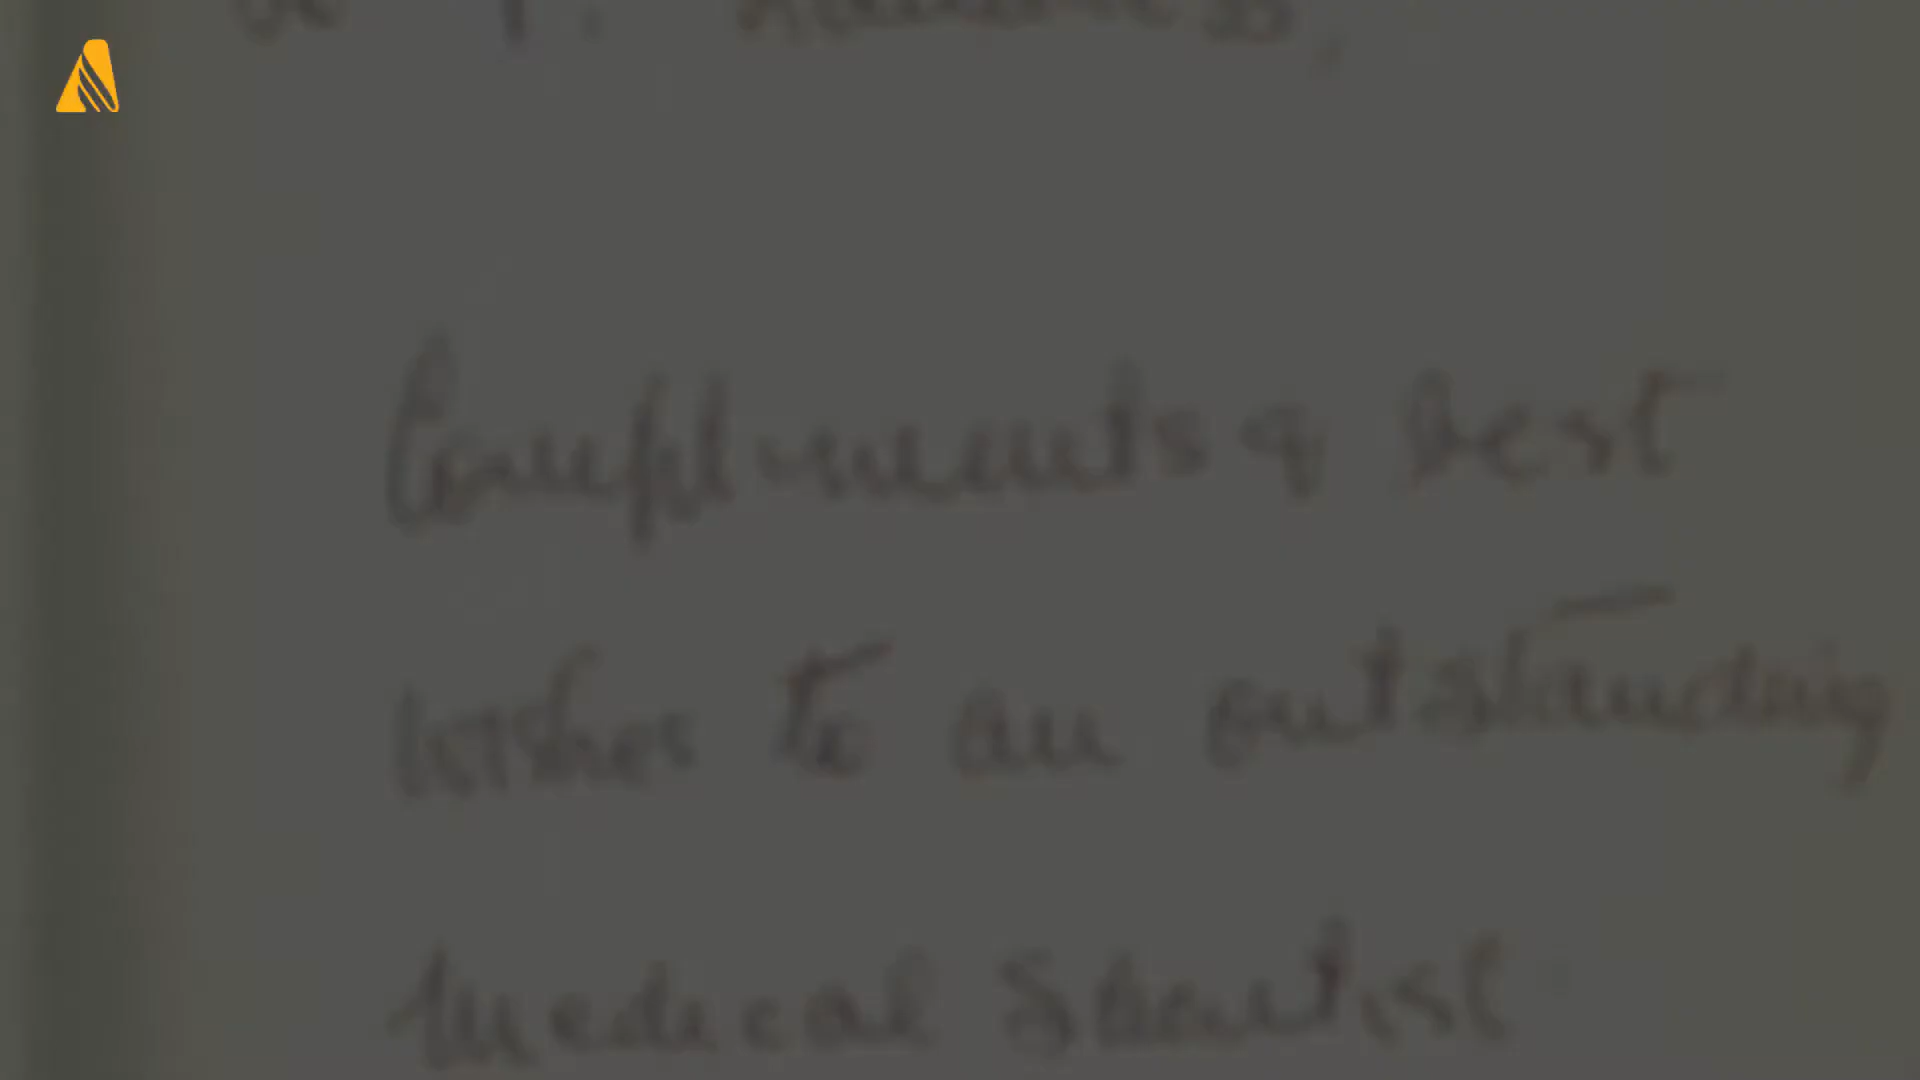 Compliments & best
wishes to an outstanding
medical scientist